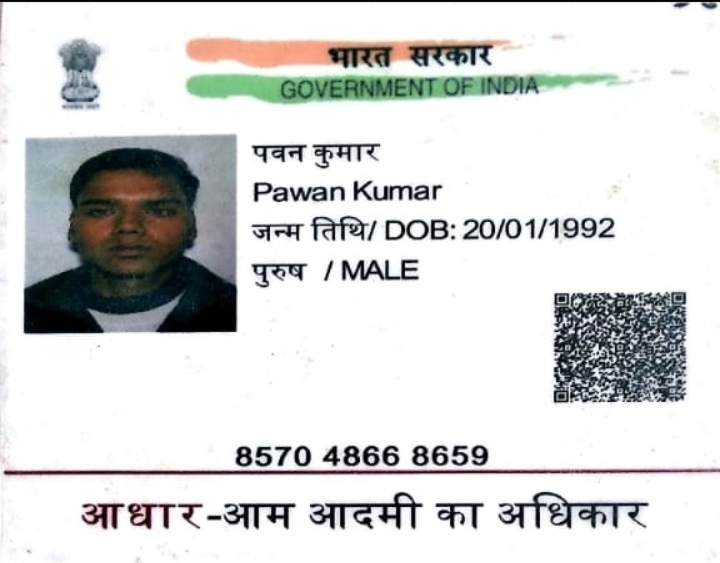 भारत सरकार
GOVERNMENT OF INDIA
पवन कुमार
Pawan Kumar
जन्म तिथि/ DOB: 20/01/1992
पुरुष / MALE
8570 4866 8659
आधार-आम आदमी का अधिकार